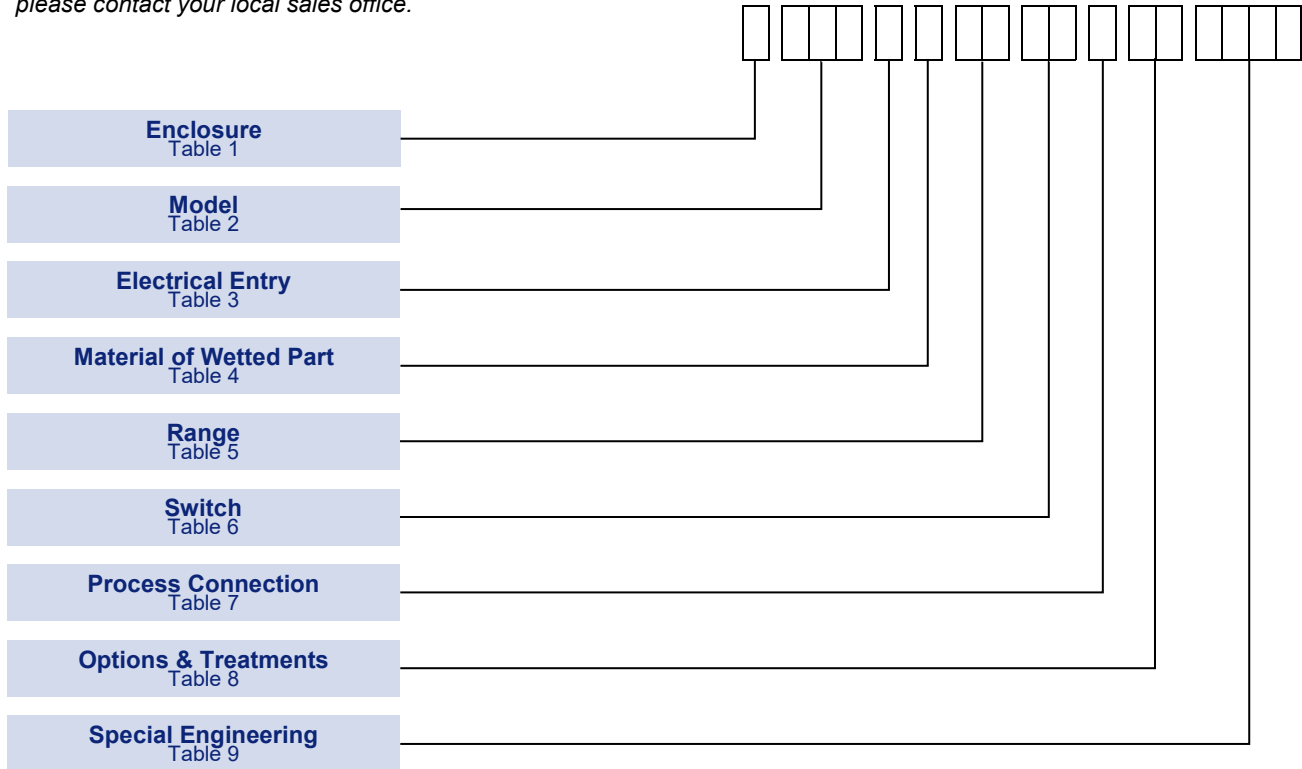 please contact your local sales office.
Enclosure
Table 1
Model
Table 2
Electrical Entry
Table 3
Material of Wetted Part
Table 4
Range
Table 5
Switch
Table 6
Process Connection
Table 7
Options & Treatments
Table 8
Special Engineering
Table 9